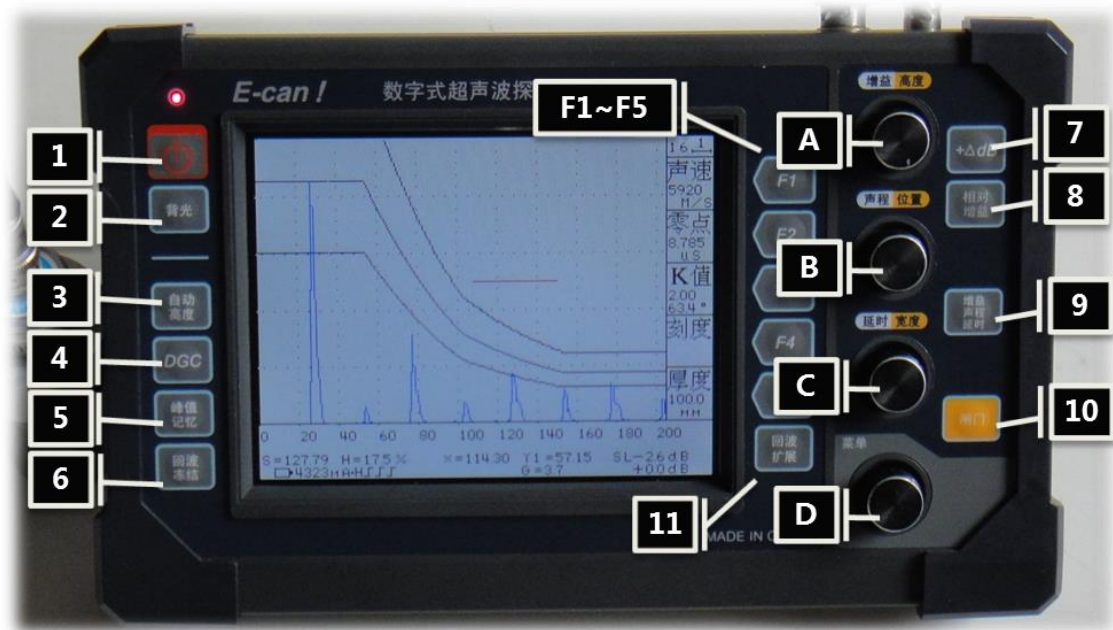 E-can! 数字式超声波探
F1~F5
增益 高度
A
1
7
+ΔdB
F1
2
背光
相对
增益
8
F2
声程 位置
B
3
自动
高度
增益
声程
延时
9
4
DGC
延时 宽度
F4
C
5
峰值
记忆
闸门
10
6
回波
冻结
回波
扩展
菜单
D
11
MADE IN C
声速
5920
M/S
零点
8.785
uS
K值
2.00
63.4°
刻度
厚度
100.0
MM
0 20 40 60 80 100 120 140 160 180 200
S=127.79 H=17.5% X=114.30 Y1=57.15 SL-2.6dB
4323mAH G=3.7 +0.0dB